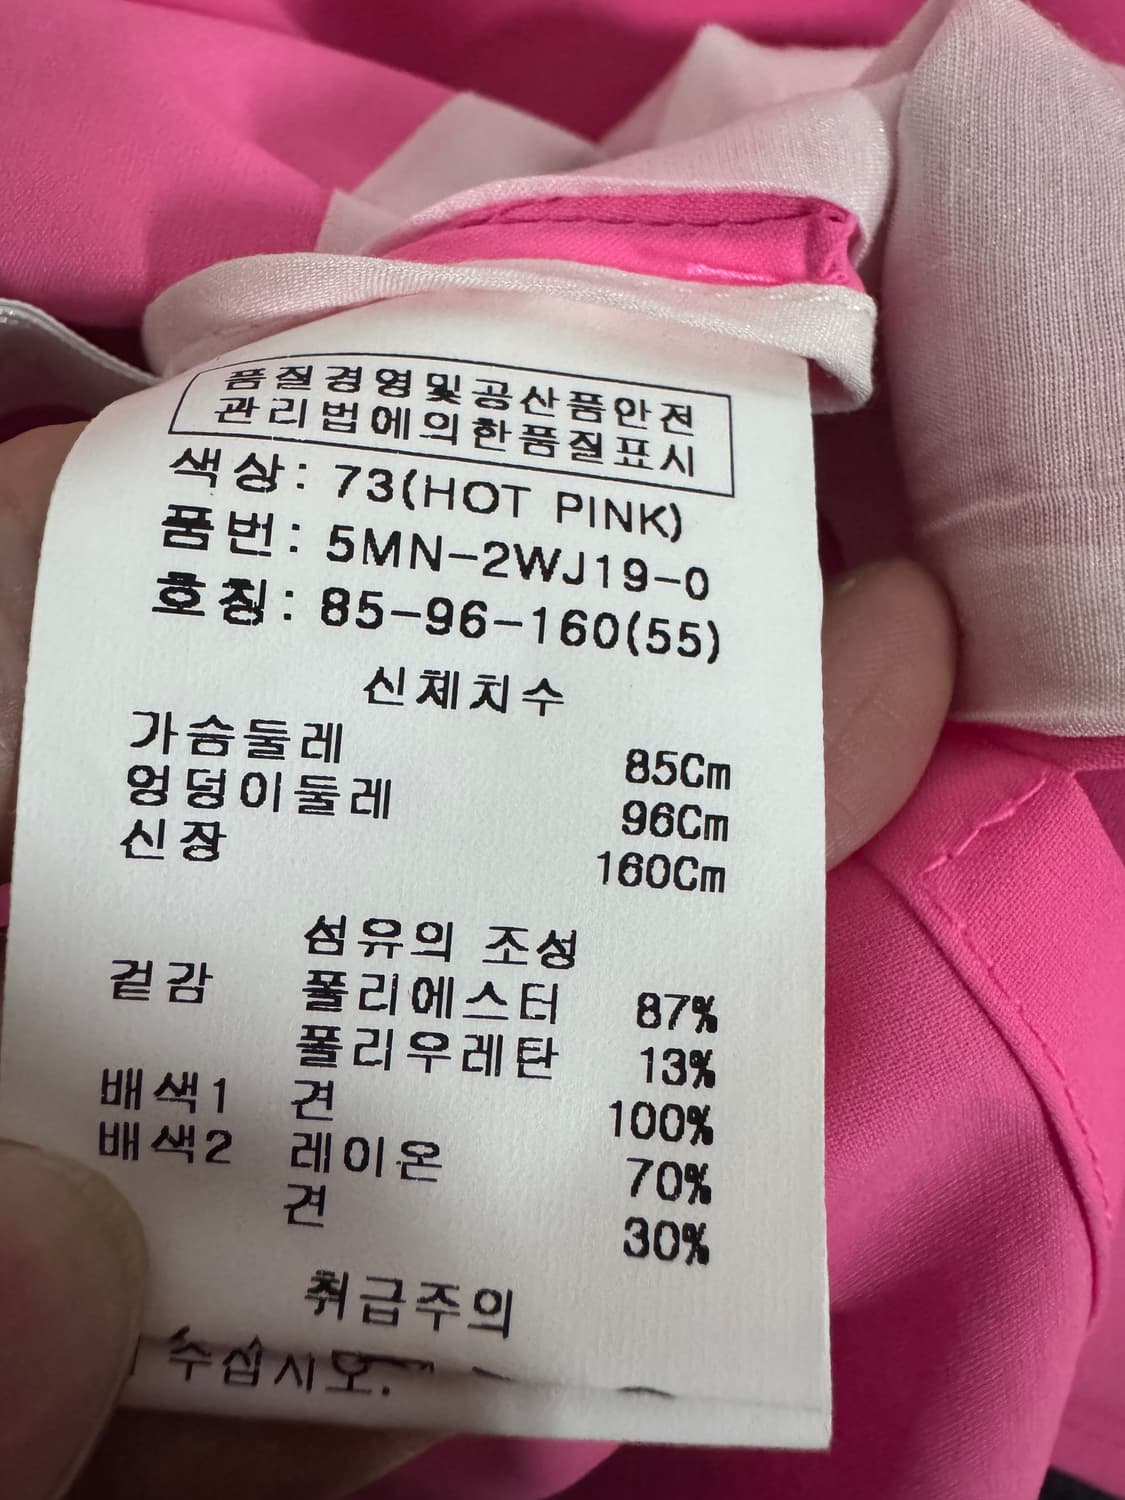 품질경영및공산품안전
관리법에의한품질표시
색상: 73(HOT PINK)
품번: 5MN-2WJ19-0
호칭: 85-96-160(55)
신체치수
가슴둘레 85Cm
엉덩이둘레 96Cm
신장 160Cm
섬유의 조성
겉감 폴리에스터 87%
폴리우레탄 13%
배색1 견 100%
배색2 레이온 70%
견 30%
취급주의
수십시오.